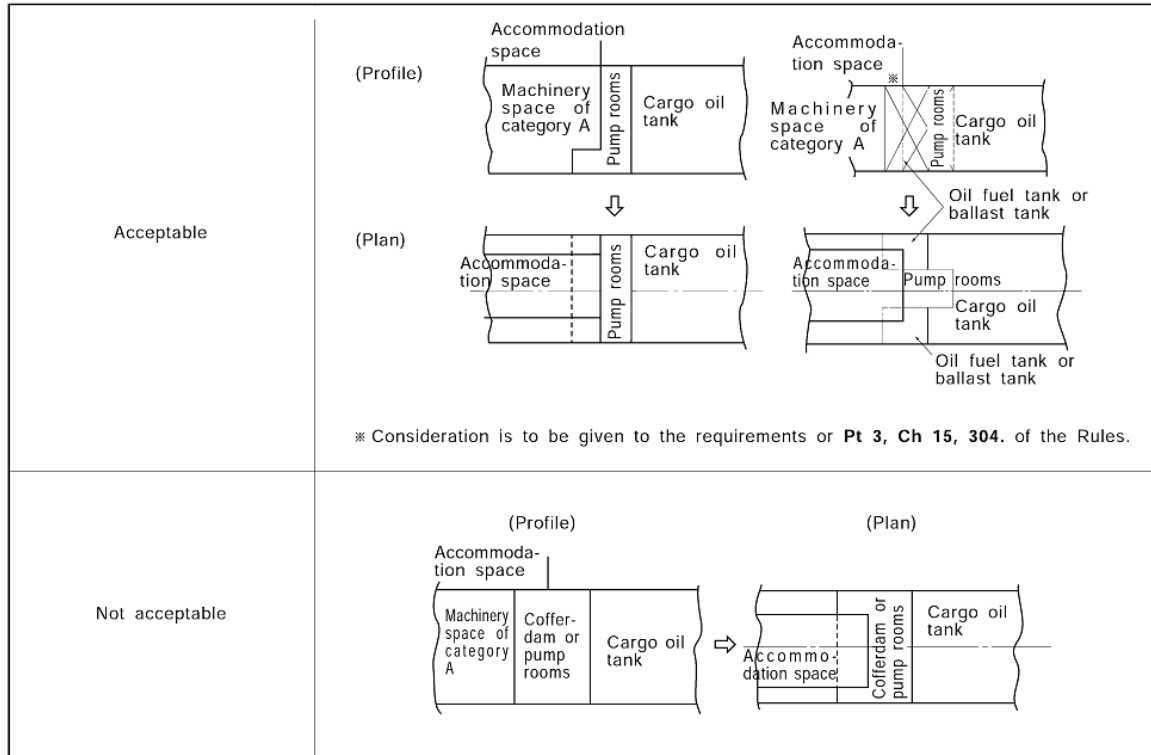 Acceptable
(Profile)
Accommodation
space
Machinery
space of
category A
Pump rooms
Cargo oil
tank
Accommoda-
tion space
※
Machinery
space of
category A
Pump rooms
Cargo oil
tank
Oil fuel tank or
ballast tank
(Plan)
Accommoda-
tion space
Pump rooms
Cargo oil
tank
Accommoda-
tion space
Pump rooms
Cargo oil
tank
Oil fuel tank or
ballast tank
※ Consideration is to be given to the requirements or Pt 3, Ch 15, 304. of the Rules.
Not acceptable
(Profile)
Accommoda-
tion space
Machinery
space of
category
A
Coffer-
dam or
pump
rooms
Cargo oil
tank
(Plan)
Accommo-
dation space
Cofferdam or
pump rooms
Cargo oil
tank